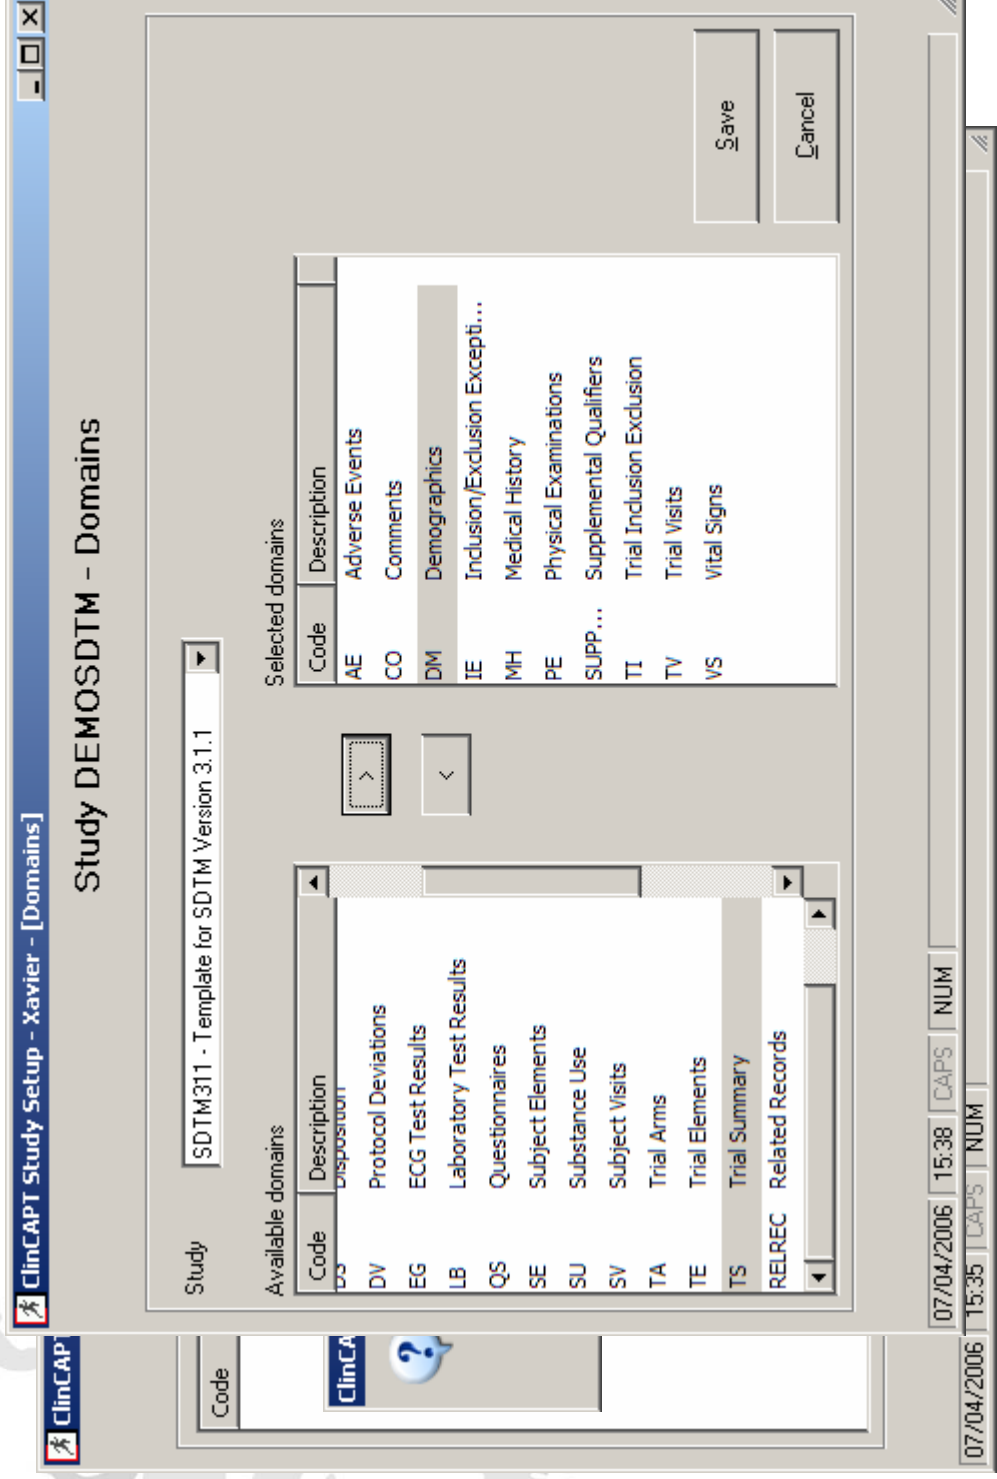 ClinCAPT Study Setup - Xavier - [Domains]
Study DEMOSDTM - Domains
Study
SDTM311 - Template for SDTM Version 3.1.1
Available domains
Code Description
DS Disposition
DV Protocol Deviations
EG ECG Test Results
LB Laboratory Test Results
QS Questionnaires
SE Subject Elements
SU Substance Use
SV Subject Visits
TA Trial Arms
TE Trial Elements
TS Trial Summary
RELREC Related Records
>
<
Selected domains
Code Description
AE Adverse Events
CO Comments
DM Demographics
IE Inclusion/Exclusion Excepti...
MH Medical History
PE Physical Examinations
SUPP... Supplemental Qualifiers
TI Trial Inclusion Exclusion
TV Trial Visits
VS Vital Signs
Save
Cancel
07/04/2006 15:38 CAPS NUM
ClinCAPT
Code
ClinCA
?
07/04/2006 15:35 CAPS NUM